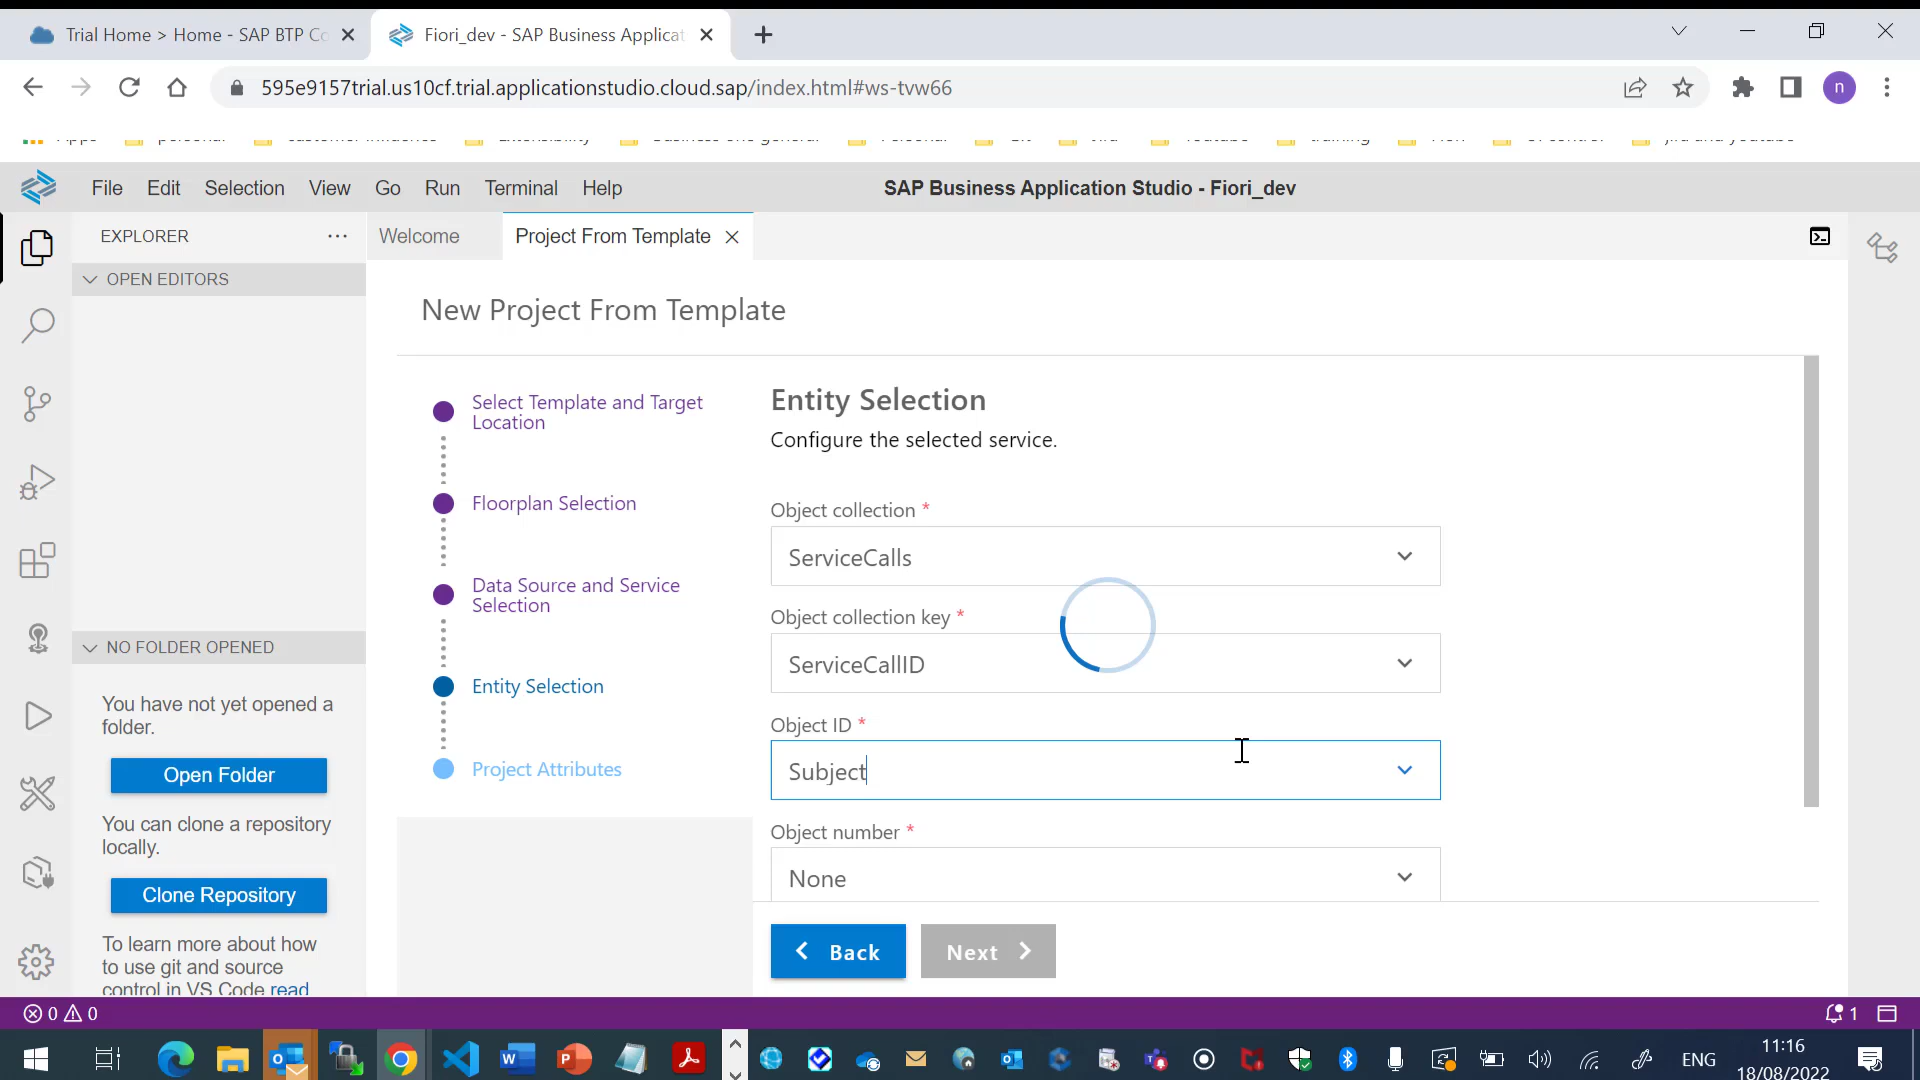 Trial Home > Home - SAP BTP Co
Fiori_dev - SAP Business Applicat
595e9157trial.us10cf.trial.applicationstudio.cloud.sap/index.html#ws-tvw66
n
File Edit Selection View Go Run Terminal Help
SAP Business Application Studio - Fiori_dev
EXPLORER
Welcome
Project From Template
OPEN EDITORS
New Project From Template
Select Template and Target
Location
Floorplan Selection
Data Source and Service
Selection
Entity Selection
Project Attributes
Entity Selection
Configure the selected service.
Object collection *
ServiceCalls
Object collection key *
ServiceCallID
Object ID *
Subject
Object number *
None
Back
Next
NO FOLDER OPENED
You have not yet opened a
folder.
Open Folder
You can clone a repository
locally.
Clone Repository
To learn more about how
to use git and source
control in VS Code read
0 0
1
ENG
11:16
18/08/2022